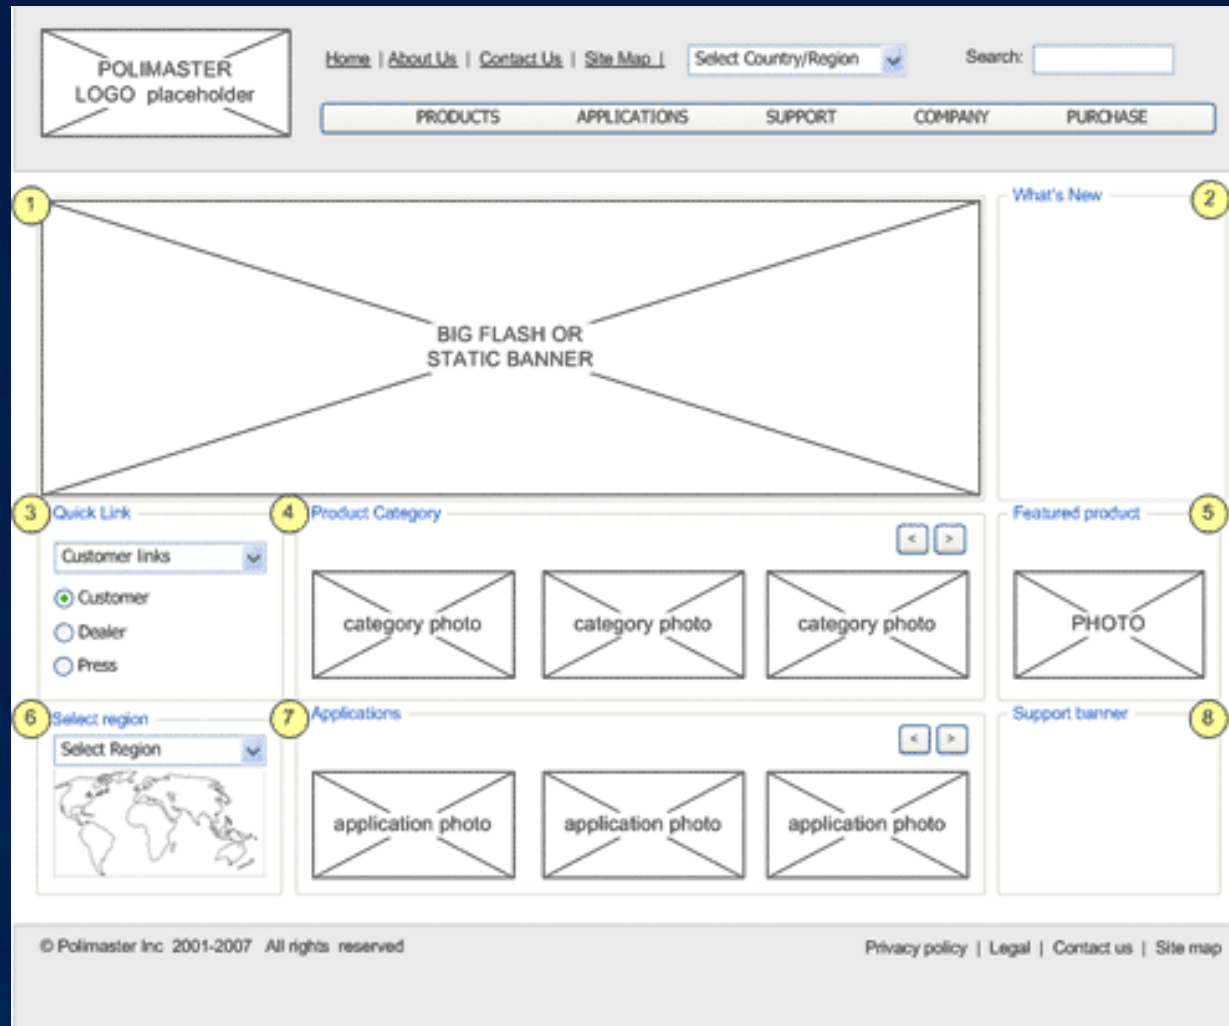 POLIMASTER
LOGO placeholder
Home | About Us | Contact Us | Site Map |
Select Country/Region
Search:
PRODUCTS APPLICATIONS SUPPORT COMPANY PURCHASE
1
BIG FLASH OR
STATIC BANNER
What's New
2
3
Quick Link
Customer links
Customer
Dealer
Press
4
Product Category
< >
category photo category photo category photo
Featured product
5
PHOTO
6
Select region
Select Region
7
Applications
< >
application photo application photo application photo
Support banner
8
© Polimaster Inc 2001-2007 All rights reserved
Privacy policy | Legal | Contact us | Site map